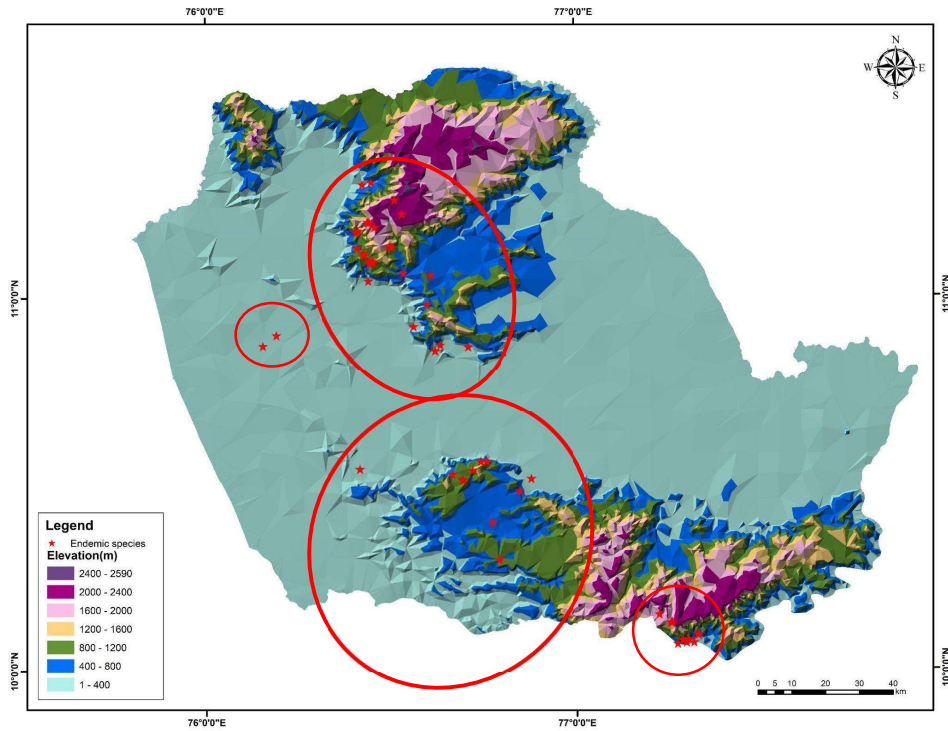 76°0'0"E 77°0'0"E
N
W E
S
11°0'0"N 11°0'0"N
Legend
Endemic species
Elevation(m)
2400 - 2590
2000 - 2400
1600 - 2000
1200 - 1600
800 - 1200
400 - 800
1 - 400
10°0'0"N 10°0'0"N
0 5 10 20 30 40
km
76°0'0"E 77°0'0"E